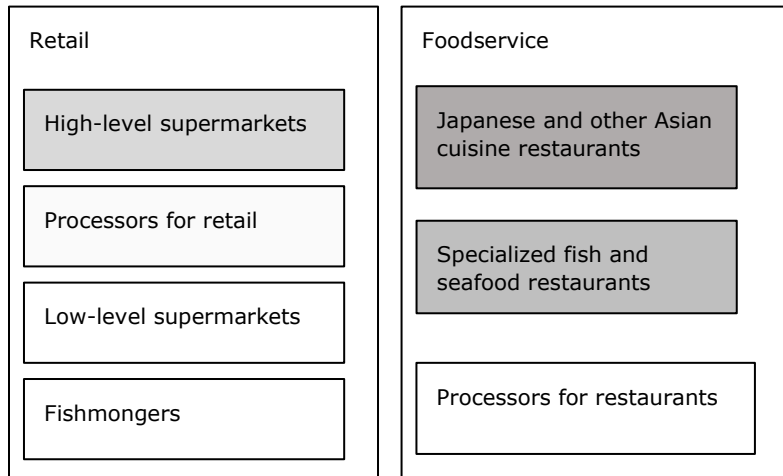 Retail
High-level supermarkets
Processors for retail
Low-level supermarkets
Fishmongers
Foodservice
Japanese and other Asian
cuisine restaurants
Specialized fish and
seafood restaurants
Processors for restaurants